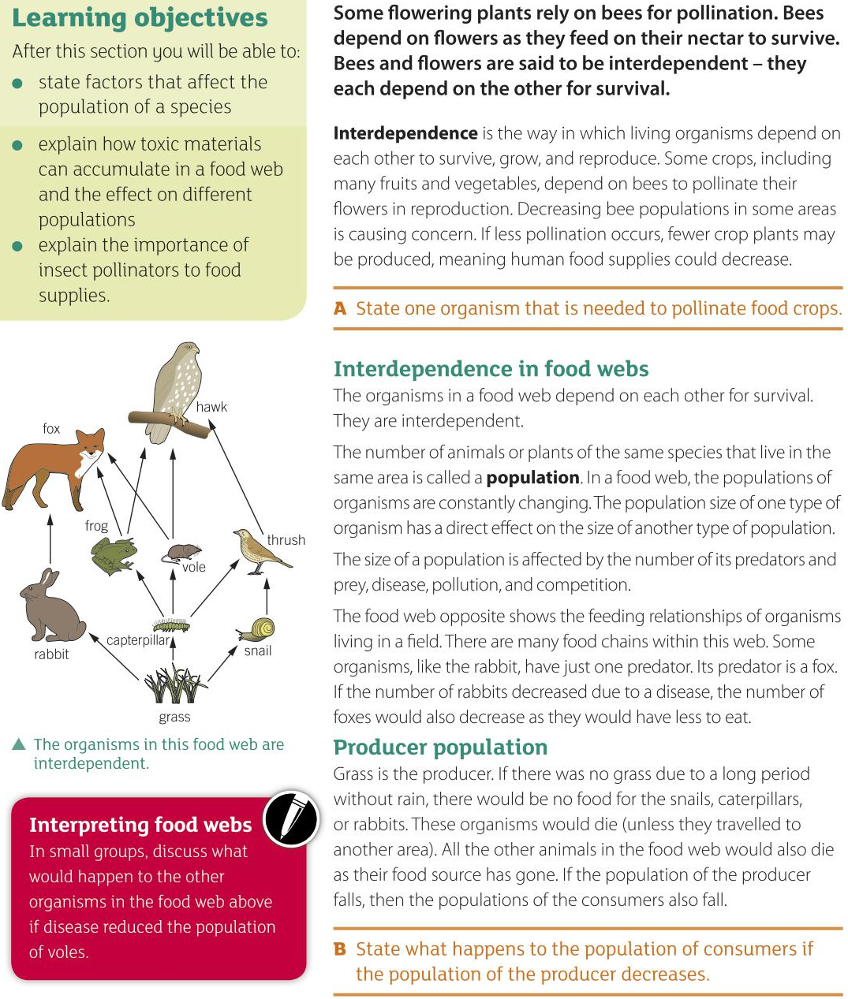 Learning objectives
After this section you will be able to:
● state factors that affect the
population of a species
● explain how toxic materials
can accumulate in a food web
and the effect on different
populations
● explain the importance of
insect pollinators to food
supplies.
hawk
fox
frog
thrush
vole
capterpillar
rabbit
snail
grass
▲ The organisms in this food web are
interdependent.
Interpreting food webs
In small groups, discuss what
would happen to the other
organisms in the food web above
if disease reduced the population
of voles.
Some flowering plants rely on bees for pollination. Bees
depend on flowers as they feed on their nectar to survive.
Bees and flowers are said to be interdependent – they
each depend on the other for survival.
Interdependence is the way in which living organisms depend on
each other to survive, grow, and reproduce. Some crops, including
many fruits and vegetables, depend on bees to pollinate their
flowers in reproduction. Decreasing bee populations in some areas
is causing concern. If less pollination occurs, fewer crop plants may
be produced, meaning human food supplies could decrease.
A State one organism that is needed to pollinate food crops.
Interdependence in food webs
The organisms in a food web depend on each other for survival.
They are interdependent.
The number of animals or plants of the same species that live in the
same area is called a population. In a food web, the populations of
organisms are constantly changing. The population size of one type of
organism has a direct effect on the size of another type of population.
The size of a population is affected by the number of its predators and
prey, disease, pollution, and competition.
The food web opposite shows the feeding relationships of organisms
living in a field. There are many food chains within this web. Some
organisms, like the rabbit, have just one predator. Its predator is a fox.
If the number of rabbits decreased due to a disease, the number of
foxes would also decrease as they would have less to eat.
Producer population
Grass is the producer. If there was no grass due to a long period
without rain, there would be no food for the snails, caterpillars,
or rabbits. These organisms would die (unless they travelled to
another area). All the other animals in the food web would also die
as their food source has gone. If the population of the producer
falls, then the populations of the consumers also fall.
B State what happens to the population of consumers if
the population of the producer decreases.